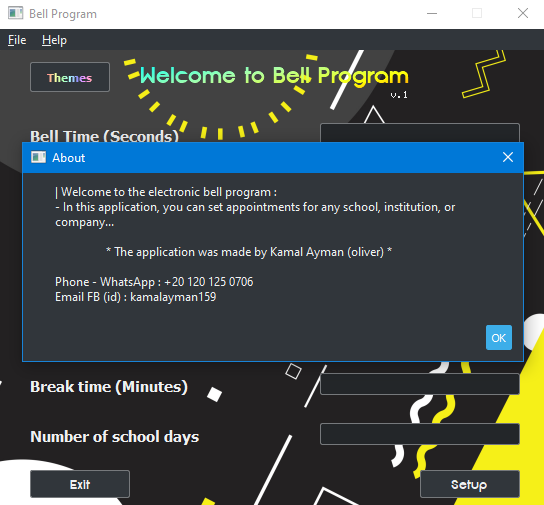 Bell Program
File Help
Themes
Welcome to Bell Program
v.1
Bell Time (Seconds)
About
| Welcome to the electronic bell program :
- In this application, you can set appointments for any school, institution, or
company...
* The application was made by Kamal Ayman (oliver) *
Phone - WhatsApp : +20 120 125 0706
Email FB (id) : kamalayman159
OK
Break time (Minutes)
Number of school days
Exit
Setup